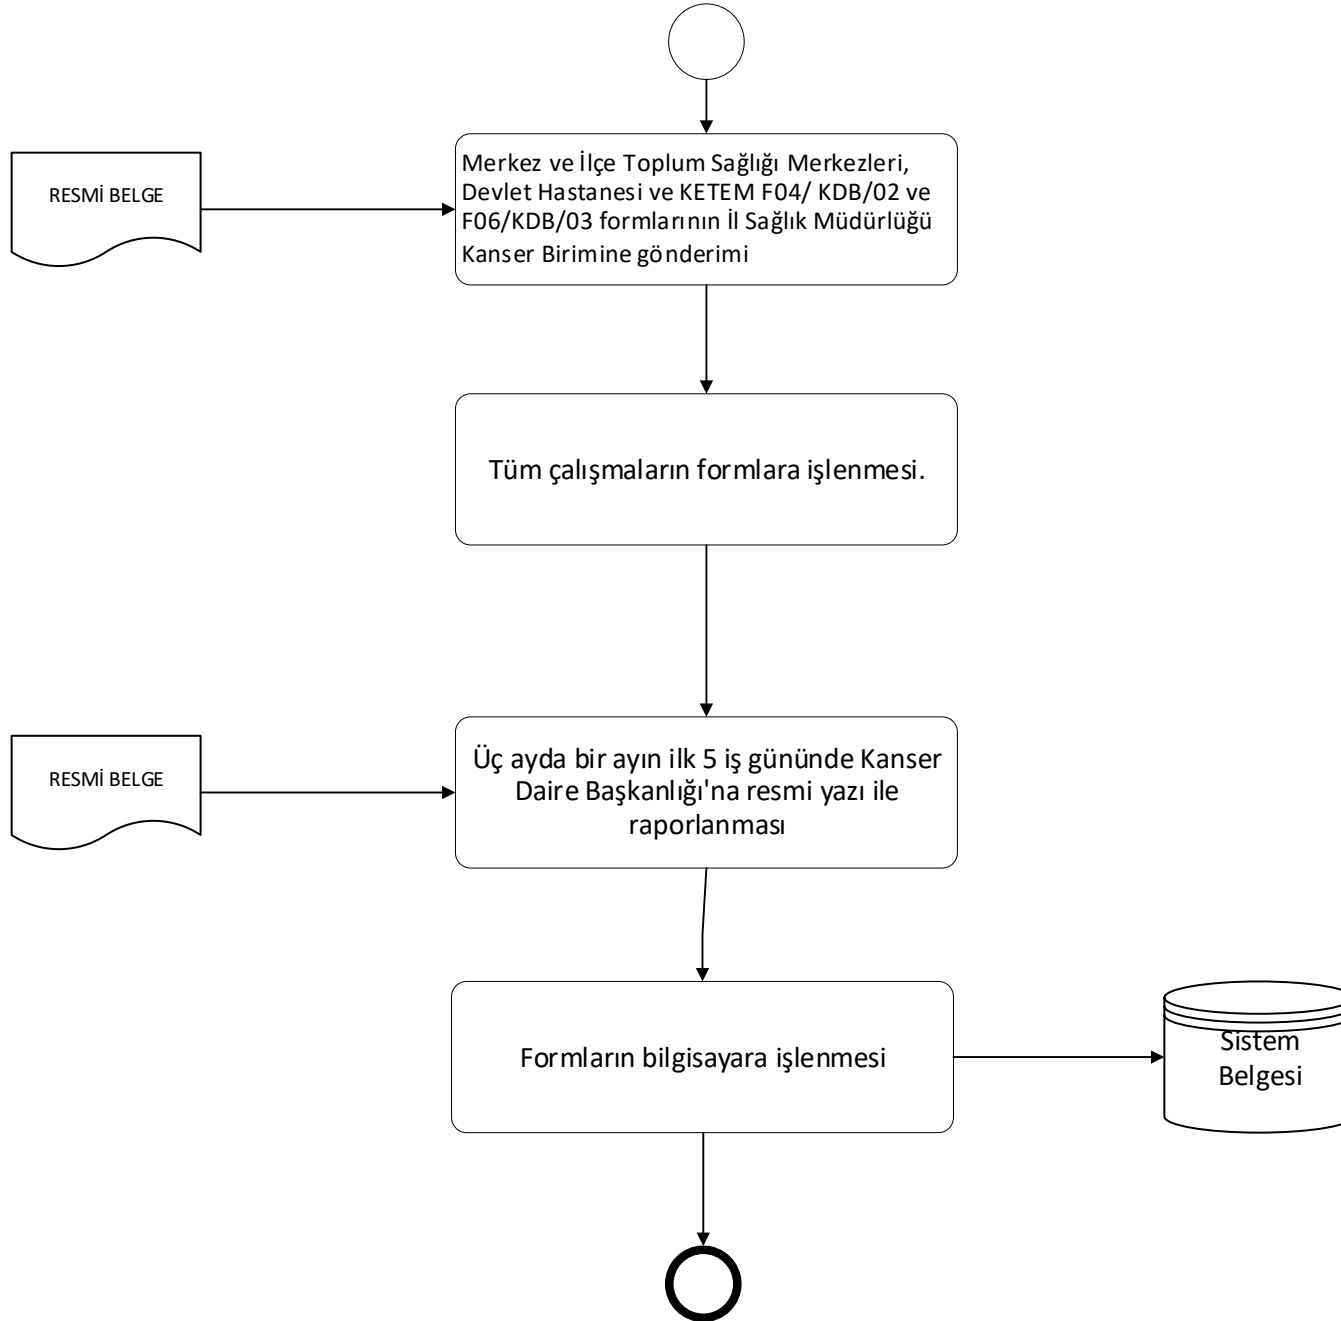 RESMİ BELGE
Merkez ve İlçe Toplum Sağlığı Merkezleri,
Devlet Hastanesi ve KETEM F04/ KDB/02 ve
F06/KDB/03 formlarının İl Sağlık Müdürlüğü
Kanser Birimine gönderimi
Tüm çalışmaların formlara işlenmesi.
RESMİ BELGE
Üç ayda bir ayın ilk 5 iş gününde Kanser
Daire Başkanlığı'na resmi yazı ile
raporlanması
Formların bilgisayara işlenmesi
Sistem
Belgesi